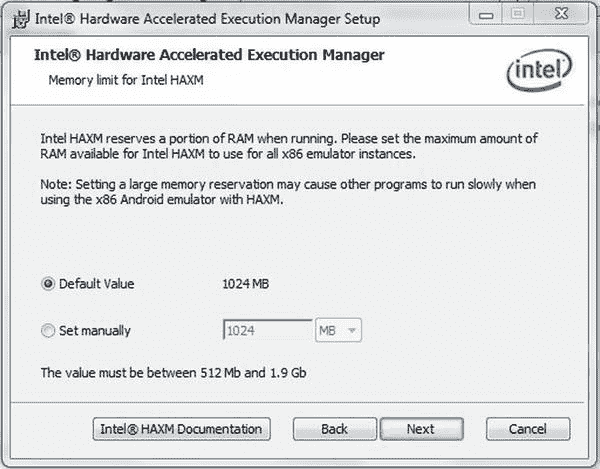 Intel® Hardware Accelerated Execution Manager Setup
Intel® Hardware Accelerated Execution Manager
Memory limit for Intel HAXM
intel
Intel HAXM reserves a portion of RAM when running. Please set the maximum amount of
RAM available for Intel HAXM to use for all x86 emulator instances.
Note: Setting a large memory reservation may cause other programs to run slowly when
using the x86 Android emulator with HAXM.
Default Value 1024 MB
Set manually 1024 MB
The value must be between 512 Mb and 1.9 Gb
Intel® HAXM Documentation Back Next Cancel